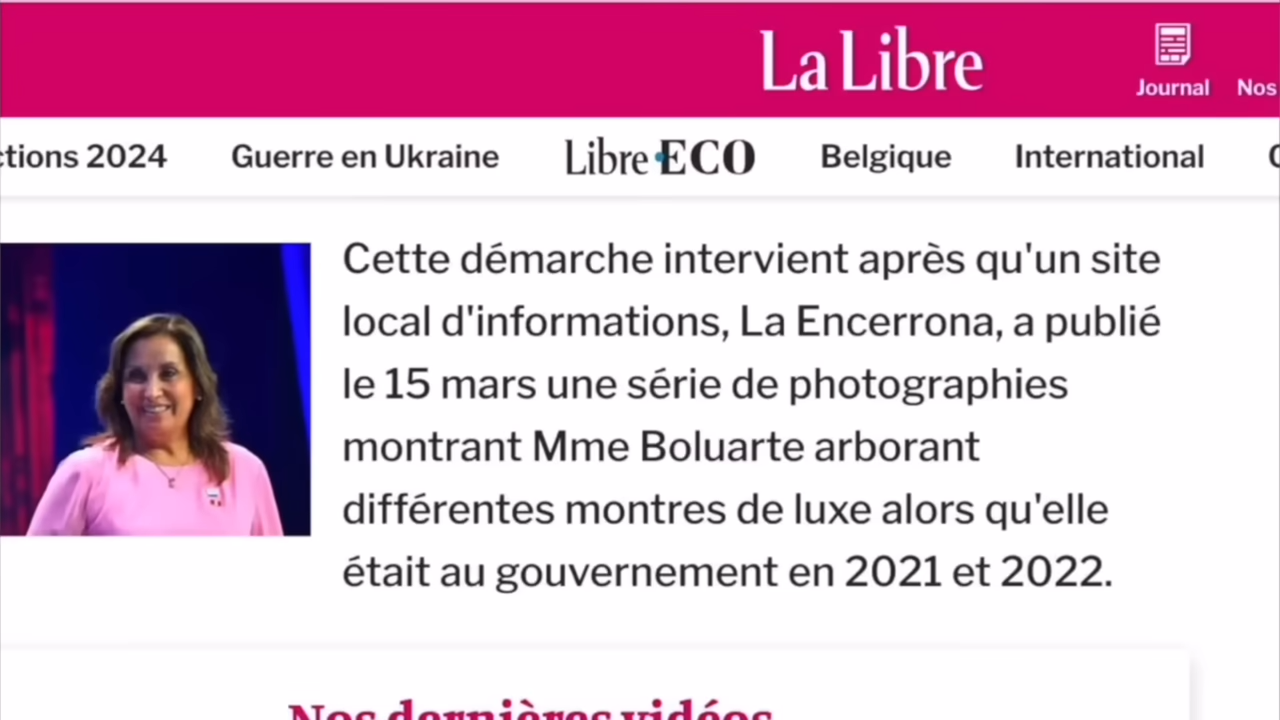 La Libre
Journal
Nos
ctions 2024
Guerre en Ukraine
Libre ECO
Belgique
International
Cette démarche intervient après qu'un site
local d'informations, La Encerrona, a publié
le 15 mars une série de photographies
montrant Mme Boluarte arborant
différentes montres de luxe alors qu'elle
était au gouvernement en 2021 et 2022.
Nos dernières vidéos